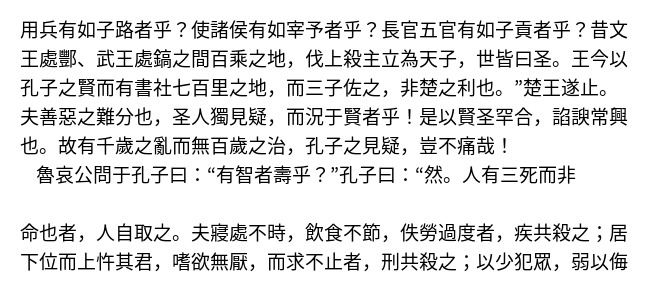 用兵有如子路者乎？使諸侯有如宰予者乎？長官五官有如子貢者乎？昔文
王處酆、武王處鎬之間百乘之地，伐上殺主立為天子，世皆曰圣。王今以
孔子之賢而有書社七百里之地，而三子佐之，非楚之利也。”楚王遂止。
夫善惡之難分也，圣人獨見疑，而況于賢者乎！是以賢圣罕合，諂諛常興
也。故有千歲之亂而無百歲之治，孔子之見疑，豈不痛哉！
魯哀公問于孔子曰：“有智者壽乎？”孔子曰：“然。人有三死而非
命也者，人自取之。夫寢處不時，飲食不節，佚勞過度者，疾共殺之；居
下位而上忤其君，嗜欲無厭，而求不止者，刑共殺之；以少犯眾，弱以侮